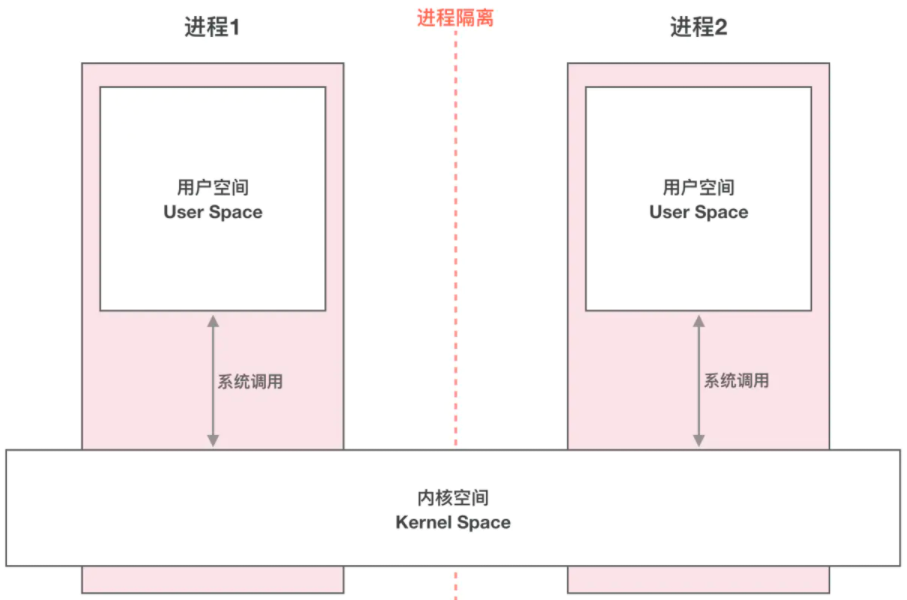 进程1
进程隔离
进程2
用户空间
User Space
用户空间
User Space
系统调用
系统调用
内核空间
Kernel Space